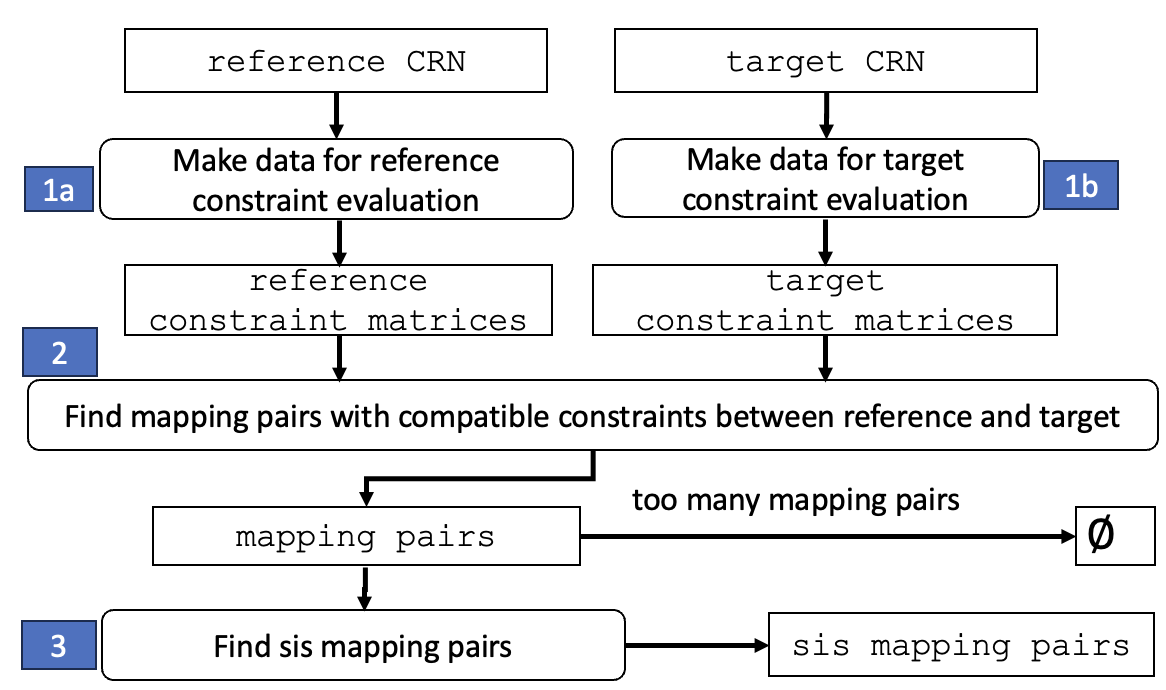 reference CRN
target CRN
Make data for reference
constraint evaluation
Make data for target
constraint evaluation
1a
1b
reference
constraint matrices
target
constraint matrices
2
Find mapping pairs with compatible constraints between reference and target
too many mapping pairs
mapping pairs
Ø
3
Find sis mapping pairs
sis mapping pairs